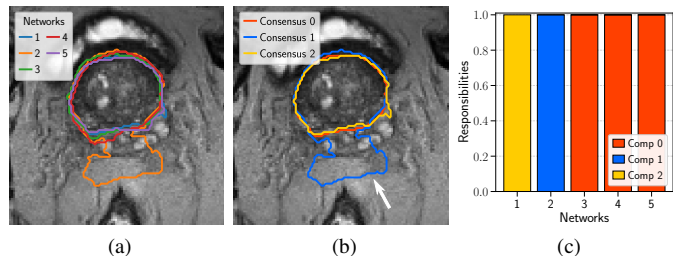 Networks
1 4
2 5
3
Consensus 0
Consensus 1
Consensus 2
1.0
0.8
0.6
0.4
0.2
0.0
Responsibilities
Comp 0
Comp 1
Comp 2
1 2 3 4 5
Networks
(a) (b) (c)